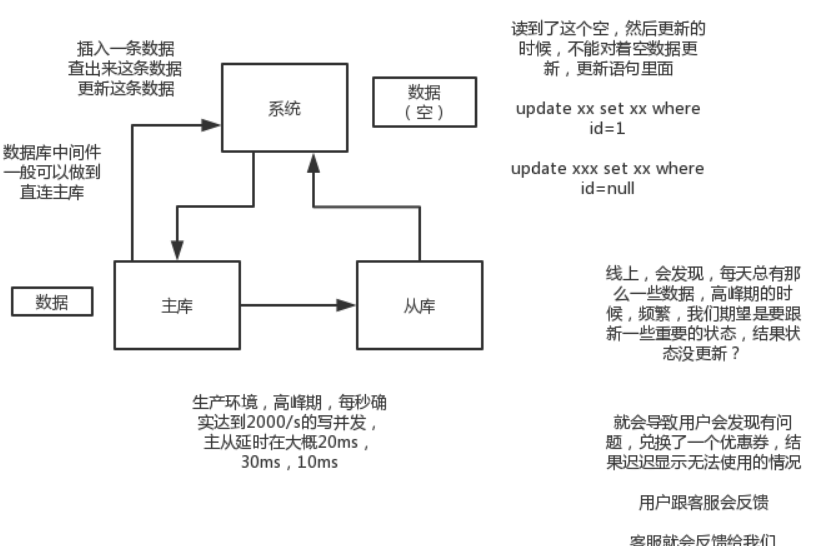 插入一条数据
查出来这条数据
更新这条数据
系统
数据
（空）
读到了这个空，然后更新的
时候，不能对着空数据更
新，更新语句里面
update xx set xx where
id=1
update xxx set xx where
id=null
数据库中间件
一般可以做到
直连主库
数据
主库
从库
线上，会发现，每天总有那
么一些数据，高峰期的时
候，频繁，我们期望是要跟
新一些重要的状态，结果状
态没更新？
生产环境，高峰期，每秒确
实达到2000/s的写并发，
主从延时在大概20ms，
30ms，10ms
就会导致用户会发现有问
题，兑换了一个优惠券，结
果迟迟显示无法使用的情况
用户跟客服会反馈
客服就会反馈给我们